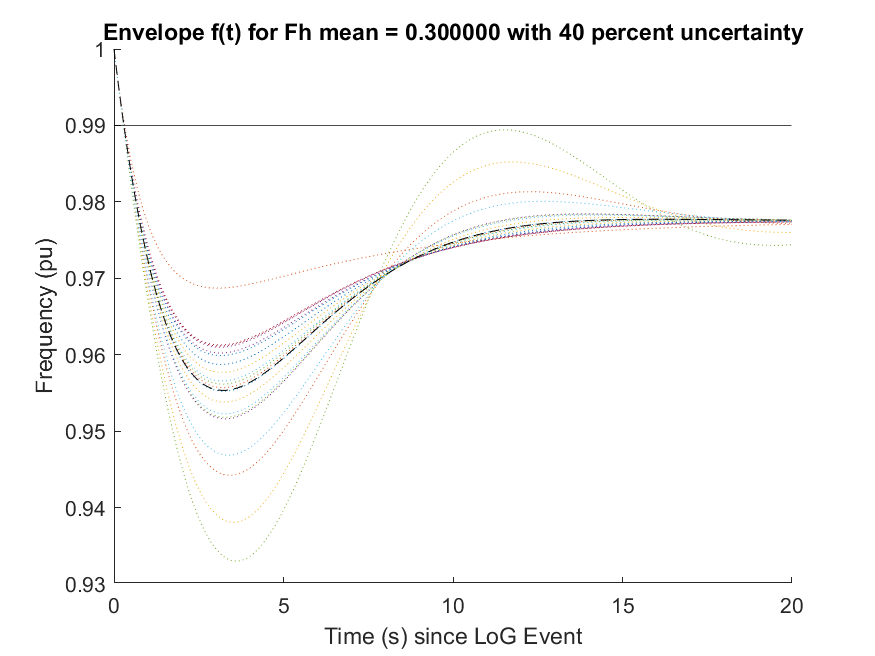 Envelope f(t) for Fh mean = 0.300000 with 40 percent uncertainty
1
0.99
0.98
0.97
0.96
0.95
0.94
0.93
Frequency (pu)
0 5 10 15 20
Time (s) since LoG Event